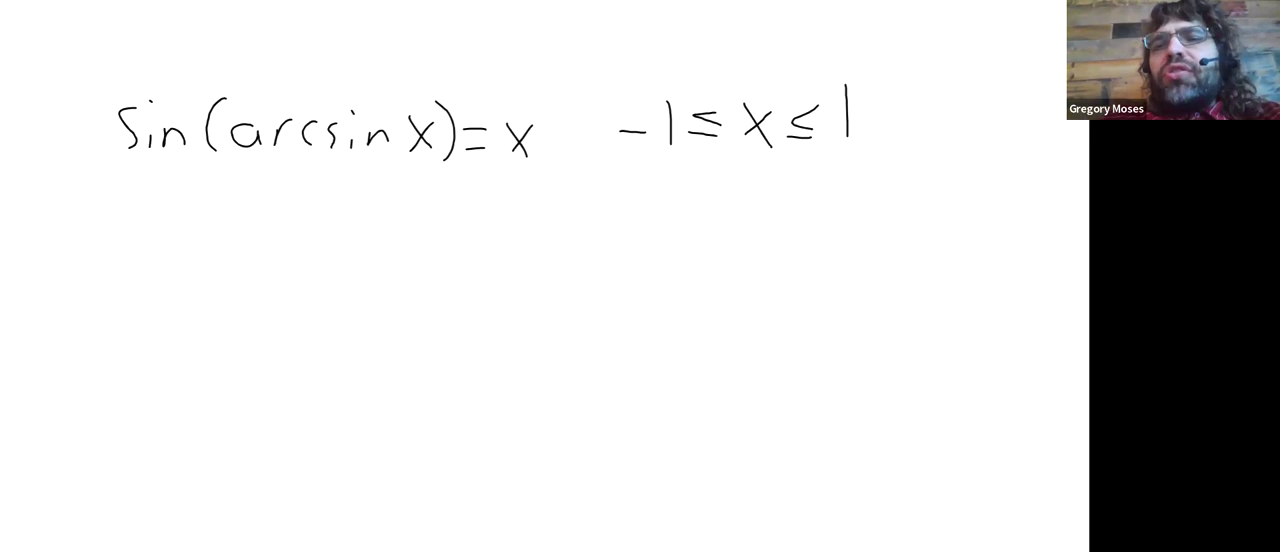 sin(arcsin x)= x    -1 ≤ x ≤ 1
Gregory Moses